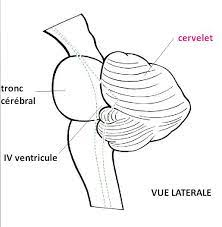 cervelet
tronc
cérébral
IV ventricule
VUE LATERALE